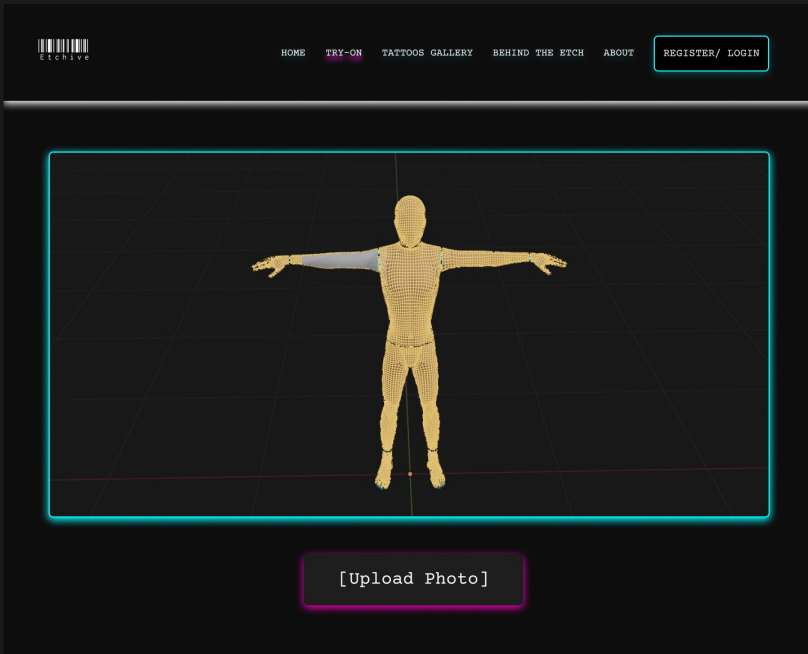 Etchive
HOME TRY-ON TATTOOS GALLERY BEHIND THE ETCH ABOUT REGISTER/ LOGIN
[Upload Photo]